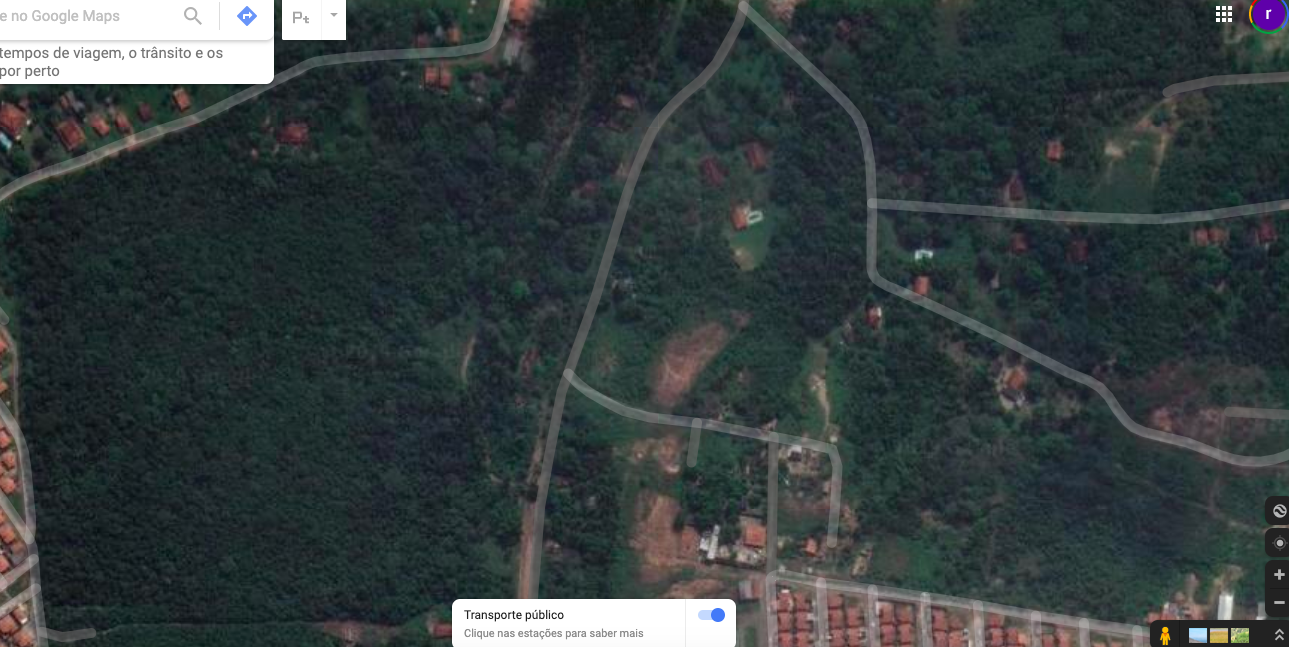 e no Google Maps
r
tempos de viagem, o trânsito e os
por perto
Transporte público
Clique nas estações para saber mais